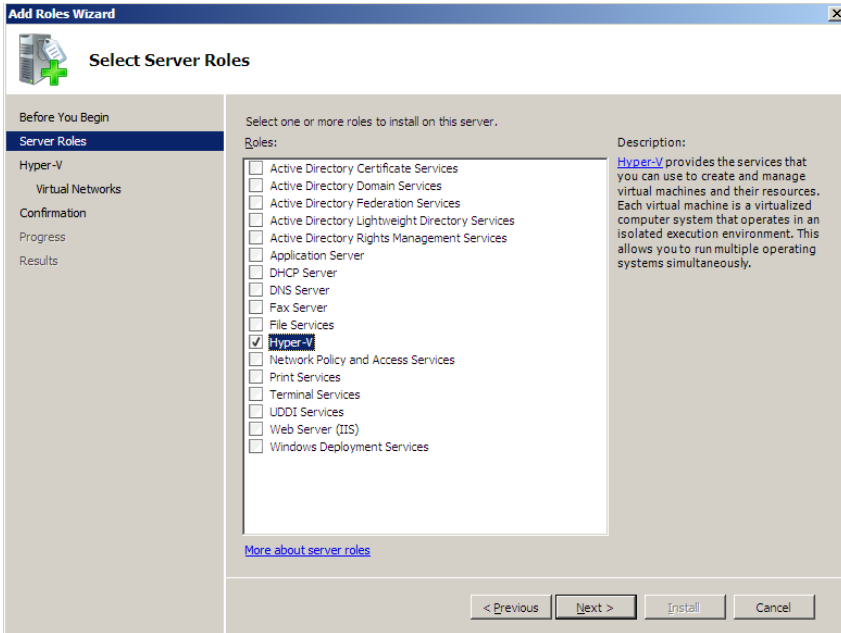 Add Roles Wizard
Select Server Roles
Before You Begin
Server Roles
Hyper-V
Virtual Networks
Confirmation
Progress
Results
Select one or more roles to install on this server.
Roles:
Active Directory Certificate Services
Active Directory Domain Services
Active Directory Federation Services
Active Directory Lightweight Directory Services
Active Directory Rights Management Services
Application Server
DHCP Server
DNS Server
Fax Server
File Services
Hyper-V
Network Policy and Access Services
Print Services
Terminal Services
UDDI Services
Web Server (IIS)
Windows Deployment Services
More about server roles
Description:
Hyper-V provides the services that
you can use to create and manage
virtual machines and their resources.
Each virtual machine is a virtualized
computer system that operates in an
isolated execution environment. This
allows you to run multiple operating
systems simultaneously.
< Previous
Next >
Install
Cancel